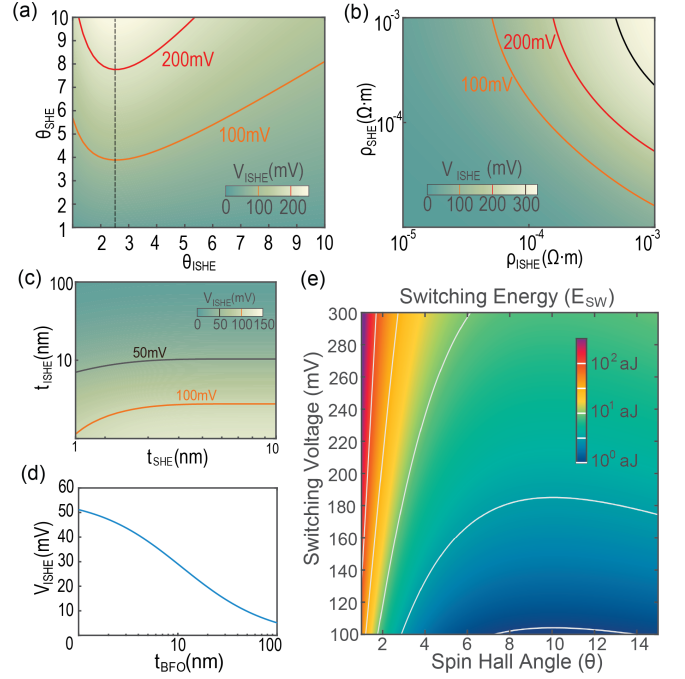 (a)
10
9
8
7
6
5
4
3
2
1
θSHE
200mV
100mV
VISHE(mV)
0 100 200
1 2 3 4 5 6 7 8 9 10
θISHE
(b)
10-3
10-4
ρSHE(Ω·m)
200mV
100mV
VISHE (mV)
0 100 200 300
10-5 10-4 10-3
ρISHE(Ω·m)
(c)
100
10
tISHE(nm)
VISHE(mV)
0 50 100 150
50mV
100mV
1 10
tSHE(nm)
(d)
60
50
40
30
20
10
0
VISHE(mV)
0 10 100
tBFO(nm)
(e)
Switching Energy (ESW)
300
280
260
240
220
200
180
160
140
120
100
Switching Voltage (mV)
102 aJ
101 aJ
100 aJ
1 2 4 6 8 10 12 14
Spin Hall Angle (θ)